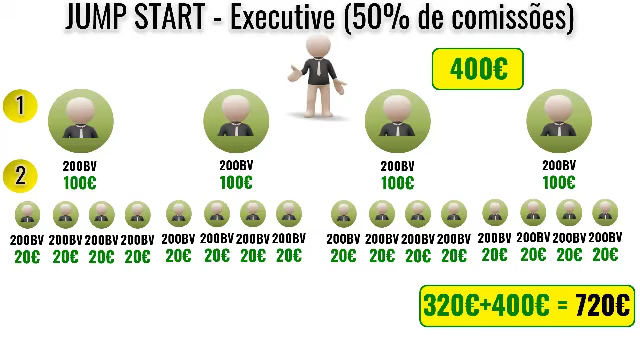 JUMP START - Executive (50% de comissões)
400€
1
200BV 200BV 200BV 200BV
100€ 100€ 100€ 100€
2
200BV 200BV 200BV 200BV 200BV 200BV 200BV 200BV 200BV 200BV 200BV 200BV 200BV 200BV 200BV 200BV
20€ 20€ 20€ 20€ 20€ 20€ 20€ 20€ 20€ 20€ 20€ 20€ 20€ 20€ 20€ 20€
320€+400€ = 720€